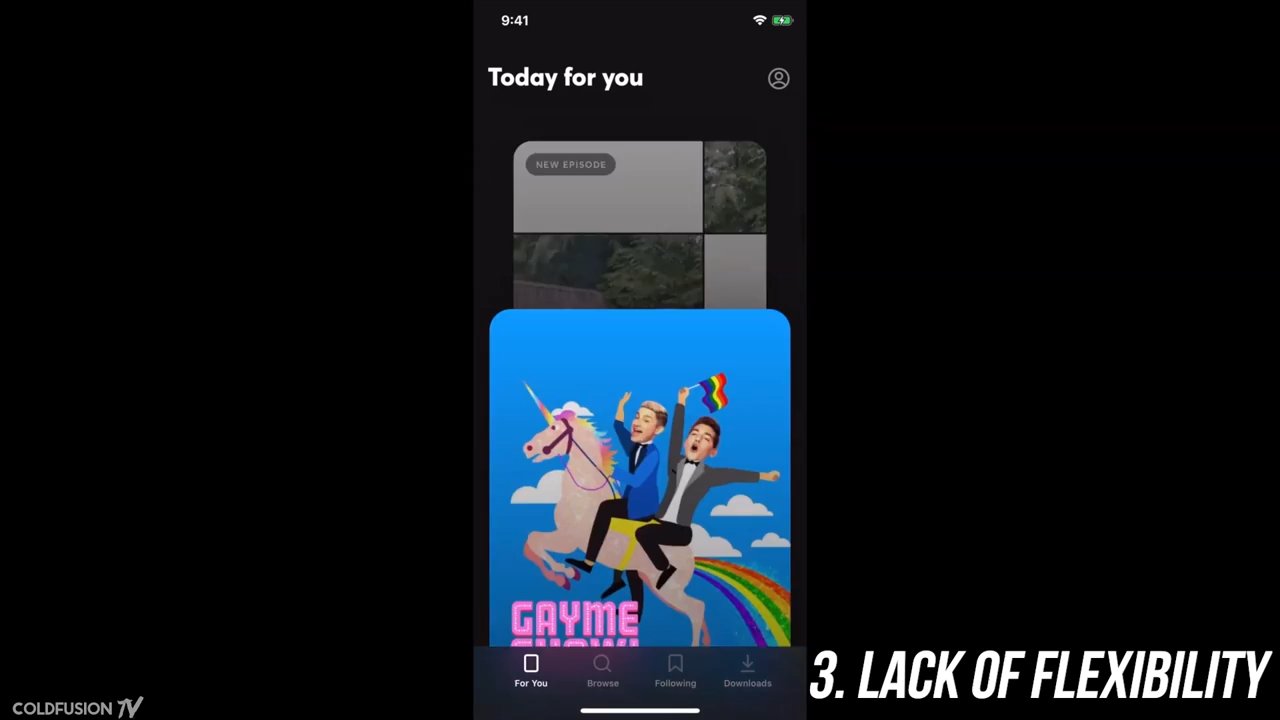 9:41
Today for you
NEW EPISODE
GAYME
SHOW!
For You
Browse
Following
Downloads
3. LACK OF FLEXIBILITY
COLDFUSION TV